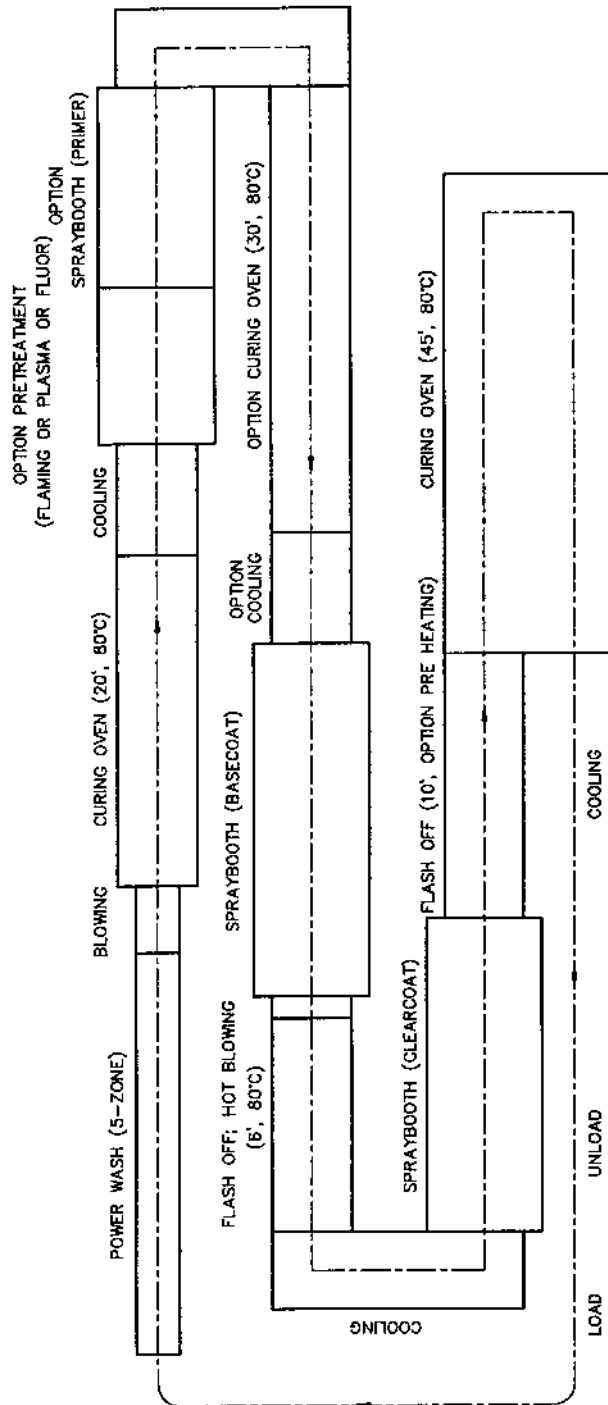 POWER WASH (5-ZONE)
BLOWING
CURING OVEN (20', 80°C)
COOLING
OPTION PRETREATMENT
(FLAMING OR PLASMA OR FLUOR)
OPTION
SPRAYBOOTH (PRIMER)
OPTION CURING OVEN (30', 80°C)
OPTION
COOLING
SPRAYBOOTH (BASECOAT)
FLASH OFF; HOT BLOWING
(6', 80°C)
COOLING
SPRAYBOOTH (CLEARCOAT)
FLASH OFF (10', OPTION PRE HEATING)
CURING OVEN (45', 80°C)
COOLING
UNLOAD
LOAD